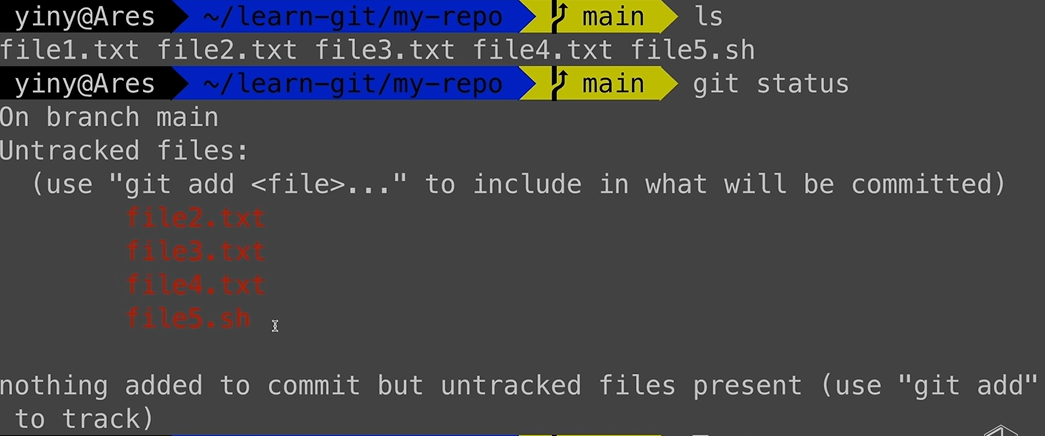 yiny@Ares ~/learn-git/my-repo main ls
file1.txt file2.txt file3.txt file4.txt file5.sh
yiny@Ares ~/learn-git/my-repo main git status
On branch main
Untracked files:
(use "git add <file>..." to include in what will be committed)
file2.txt
file3.txt
file4.txt
file5.sh
nothing added to commit but untracked files present (use "git add"
to track)